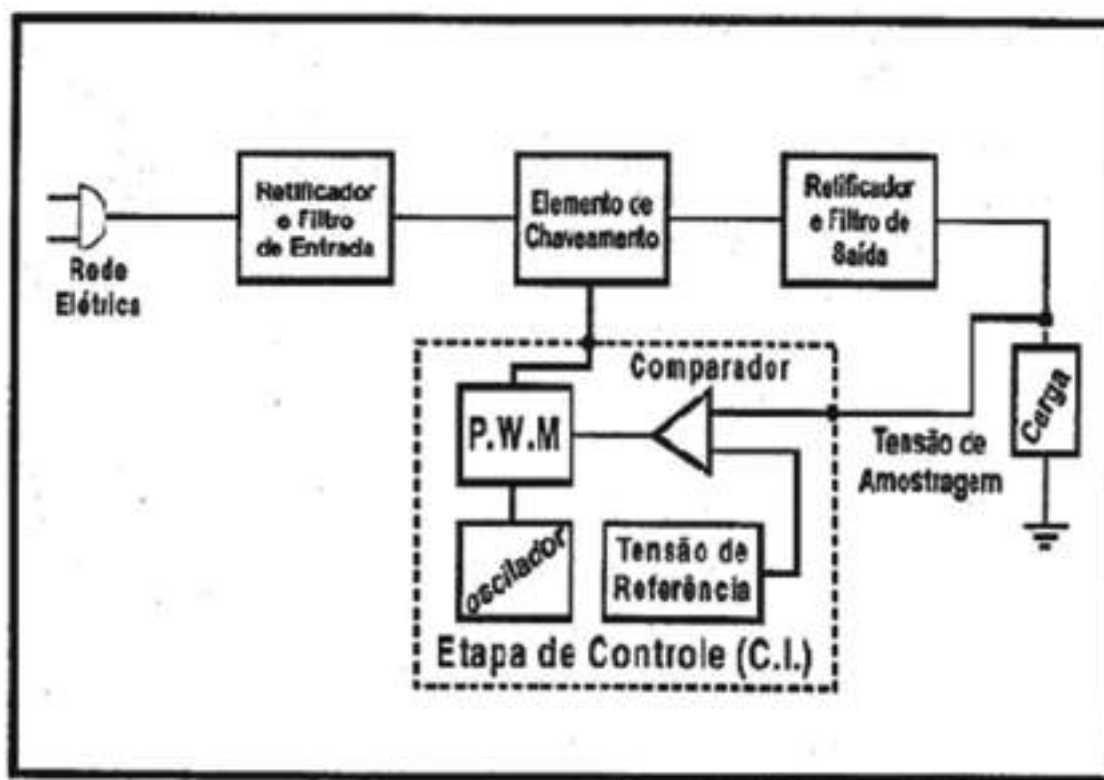 Rede
Elétrica
Retificador
e Filtro
de Entrada
Elemento de
Chaveamento
Retificador
e Filtro de
Saída
Carga
Tensão de
Amostragem
Comparador
P.W.M
oscilador
Tensão de
Referência
Etapa de Controle (C.I.)